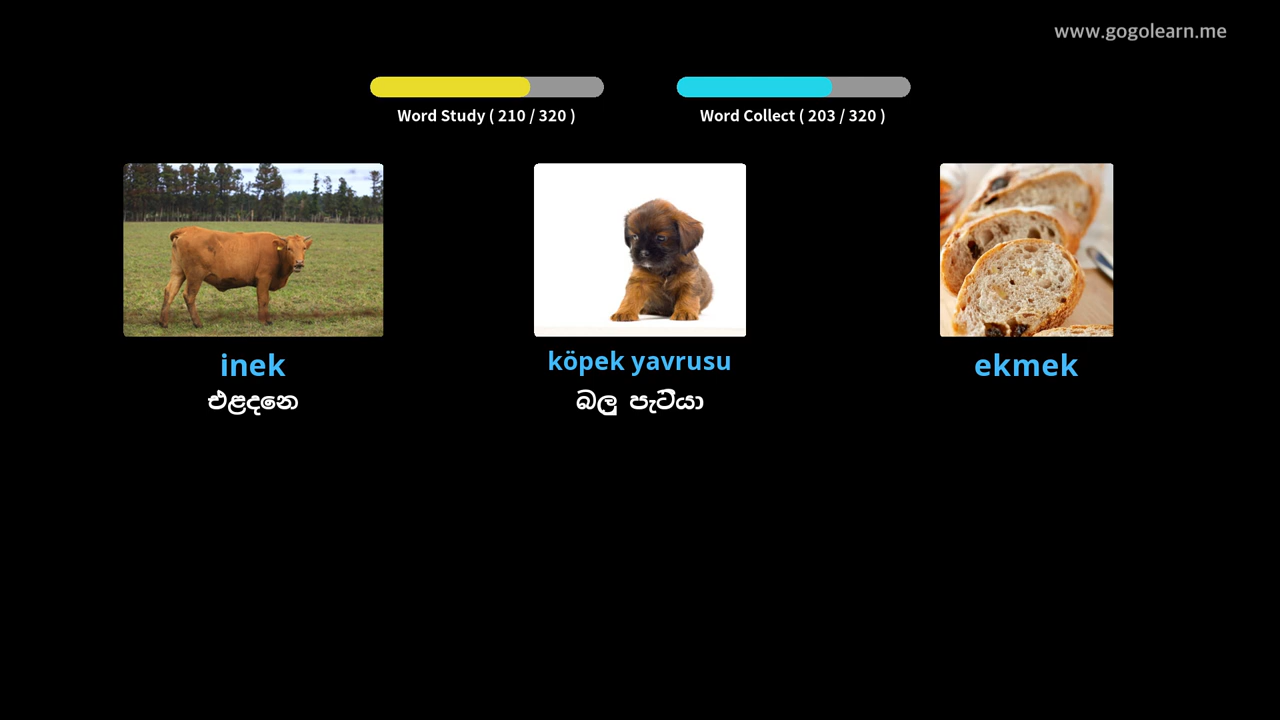 www.gogolearn.me
Word Study ( 210 / 320 )
Word Collect ( 203 / 320 )
inek
එළදෙන
köpek yavrusu
බලු පැටියා
ekmek